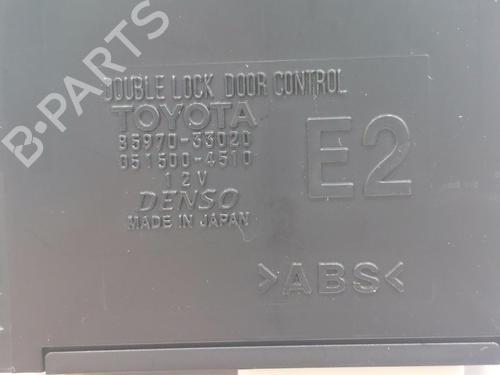 B-PARTS
DOUBLE LOCK DOOR CONTROL
TOYOTA
85970-33020
051500-4510
12V
DENSO
MADE IN JAPAN
E2
>ABS<